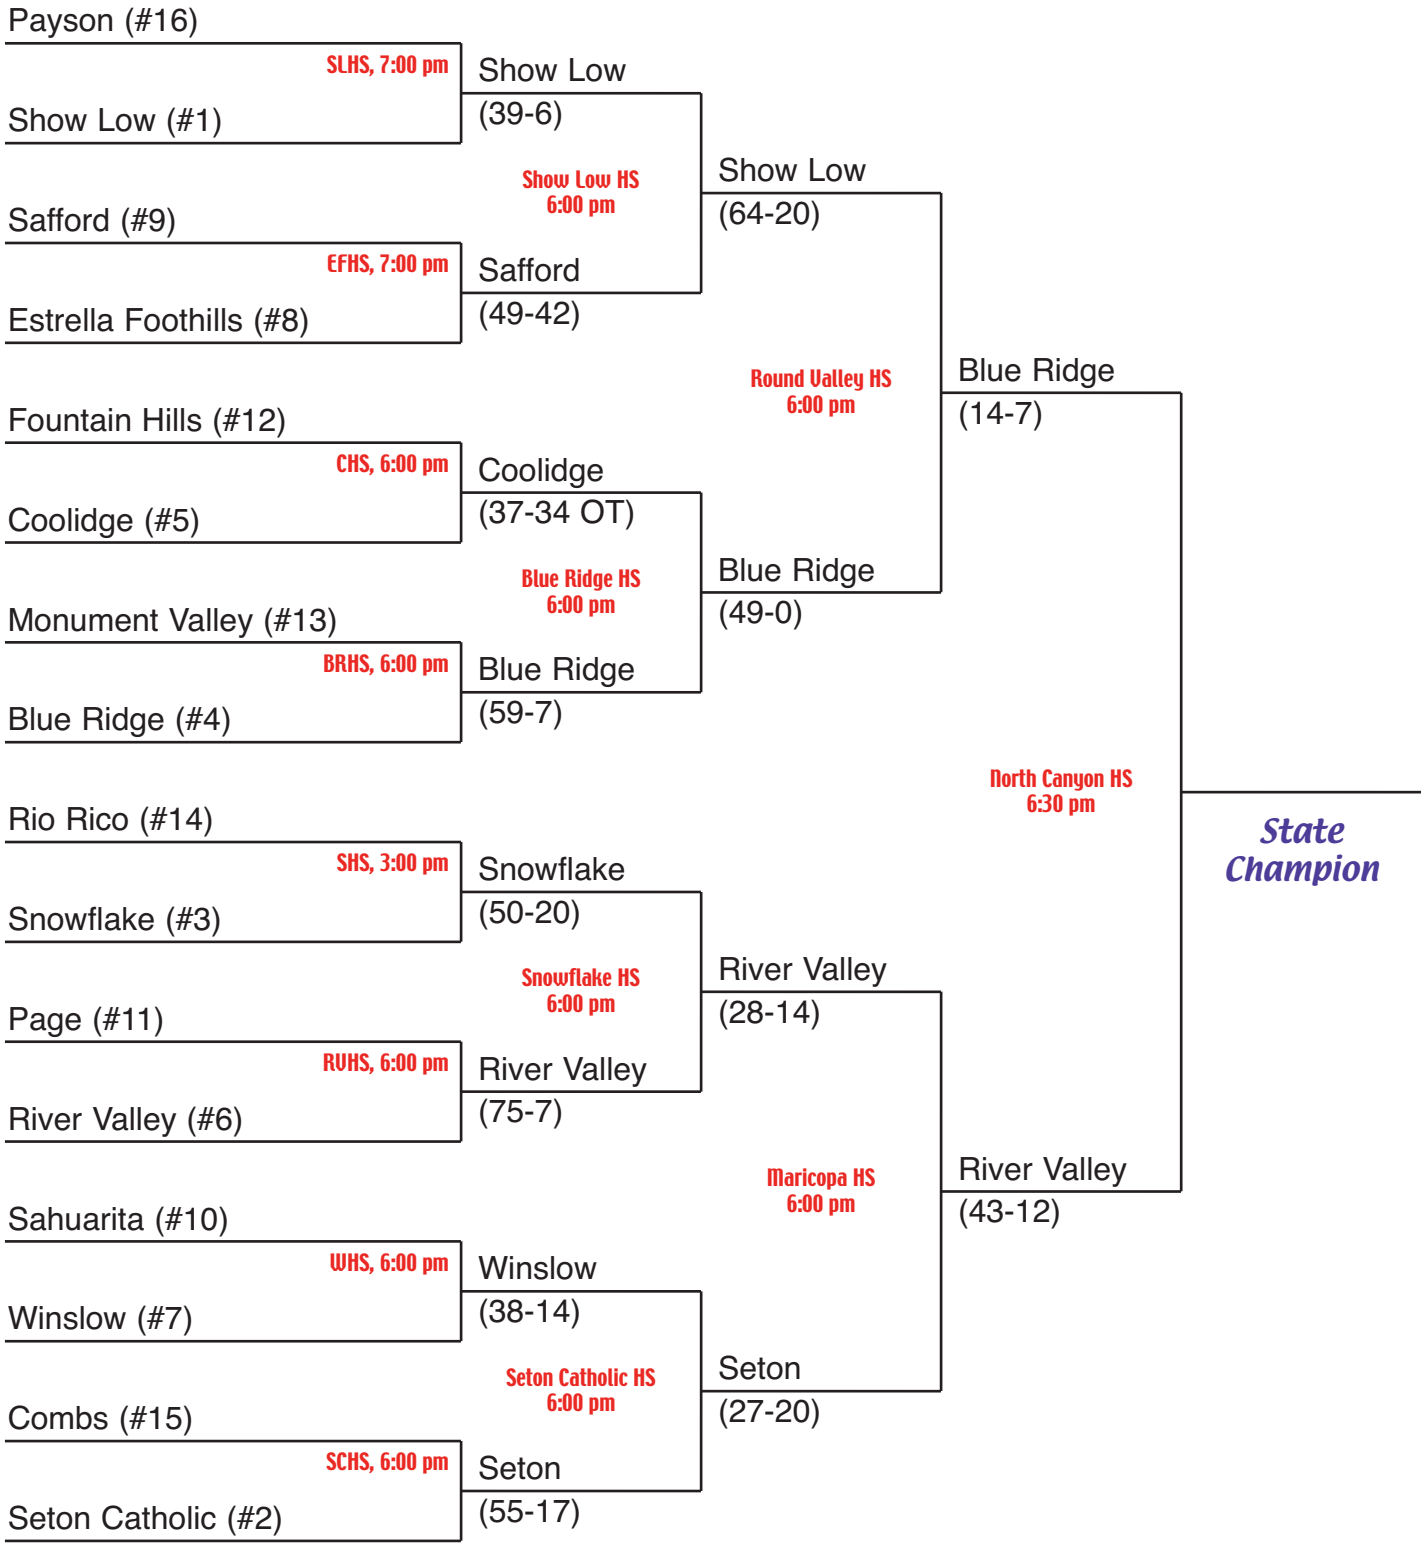 Payson (#16)
SLHS, 7:00 pm
Show Low (#1)
Safford (#9)
EFHS, 7:00 pm
Estrella Foothills (#8)
Fountain Hills (#12)
CHS, 6:00 pm
Coolidge (#5)
Monument Valley (#13)
BRHS, 6:00 pm
Blue Ridge (#4)
Rio Rico (#14)
SHS, 3:00 pm
Snowflake (#3)
Page (#11)
RVHS, 6:00 pm
River Valley (#6)
Sahuarita (#10)
WHS, 6:00 pm
Winslow (#7)
Combs (#15)
SCHS, 6:00 pm
Seton Catholic (#2)
Show Low
(39-6)
Show Low HS
6:00 pm
Safford
(49-42)
Coolidge
(37-34 OT)
Blue Ridge HS
6:00 pm
Blue Ridge
(59-7)
Snowflake
(50-20)
Snowflake HS
6:00 pm
River Valley
(75-7)
Winslow
(38-14)
Seton Catholic HS
6:00 pm
Seton
(55-17)
Show Low
(64-20)
Round Valley HS
6:00 pm
Blue Ridge
(49-0)
River Valley
(28-14)
Maricopa HS
6:00 pm
Seton
(27-20)
Blue Ridge
(14-7)
North Canyon HS
6:30 pm
River Valley
(43-12)
State
Champion